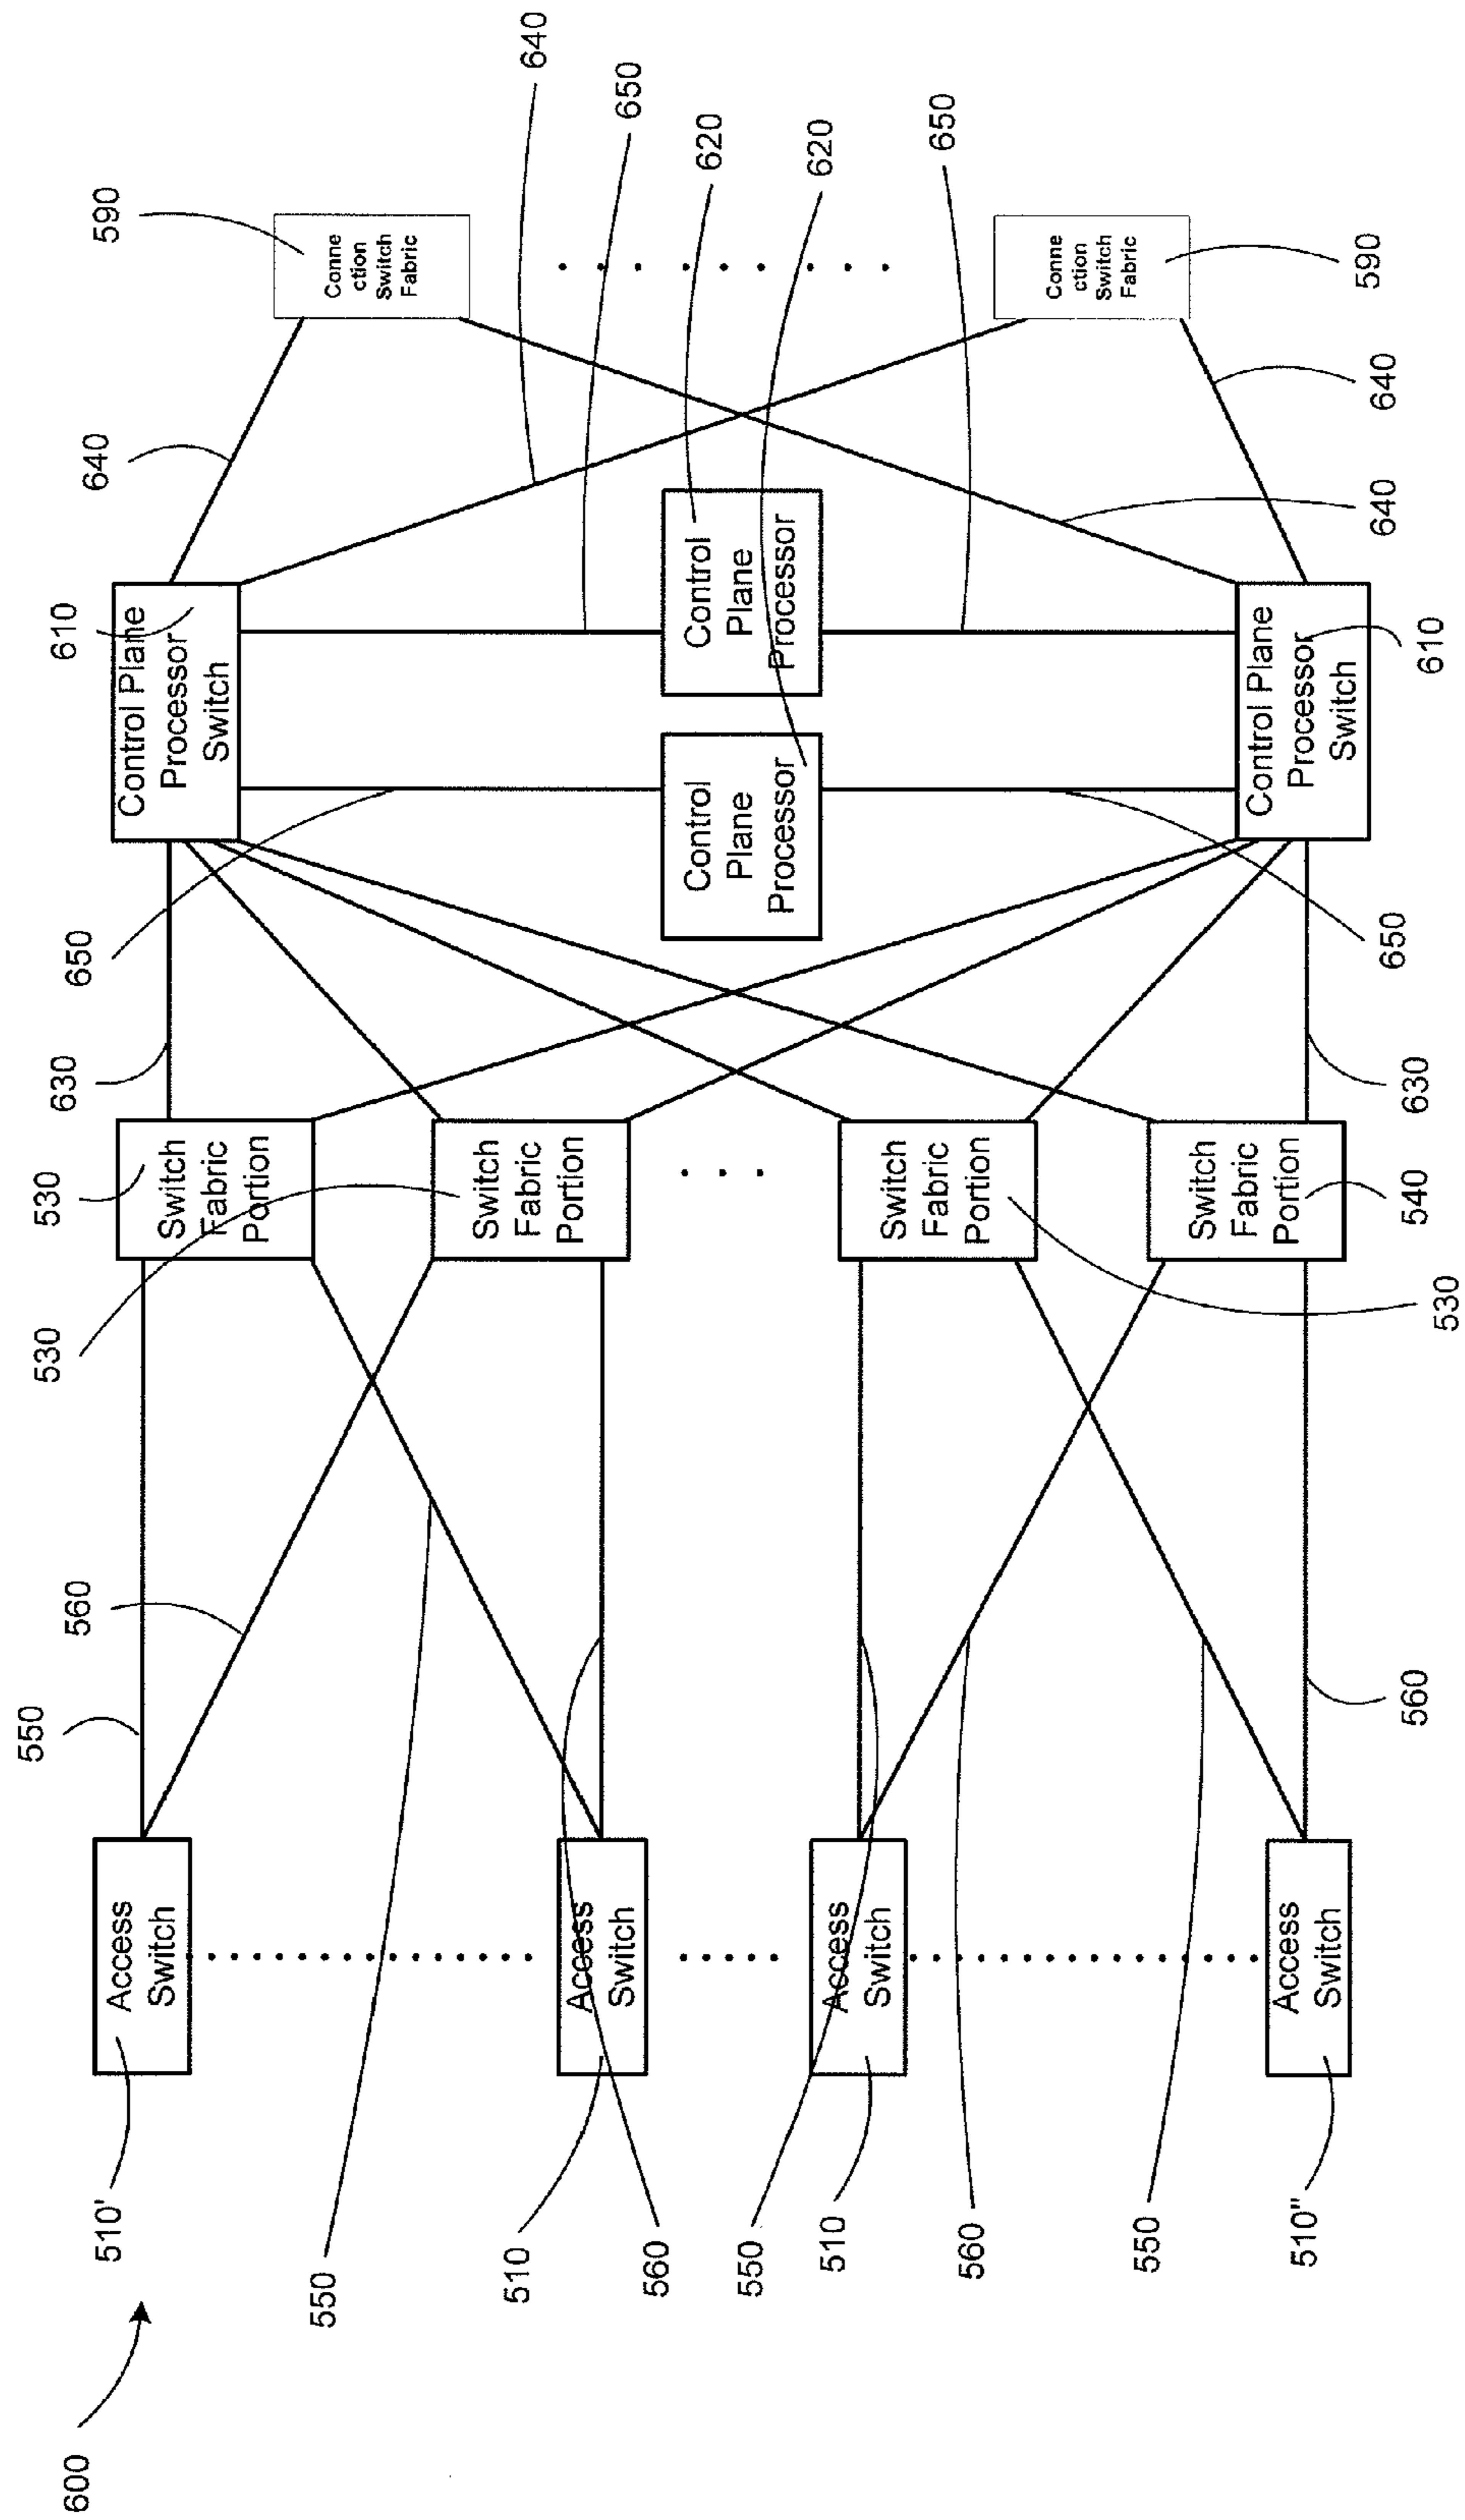 600
510'
550
560
530
530
630
650
610
640
590
Access
Switch
Switch
Fabric
Portion
Control Plane
Processor
Switch
Conne
ction
Switch
Fabric
550
510
Access
Switch
Switch
Fabric
Portion
640
650
560
620
Control
Plane
Processor
Control
Plane
Processor
550
510
620
Access
Switch
Switch
Fabric
Portion
560
650
Conne
ction
Switch
Fabric
550
510"
Access
Switch
Switch
Fabric
Portion
Control Plane
Processor
Switch
560
530
540
630
650
610
640
640
590